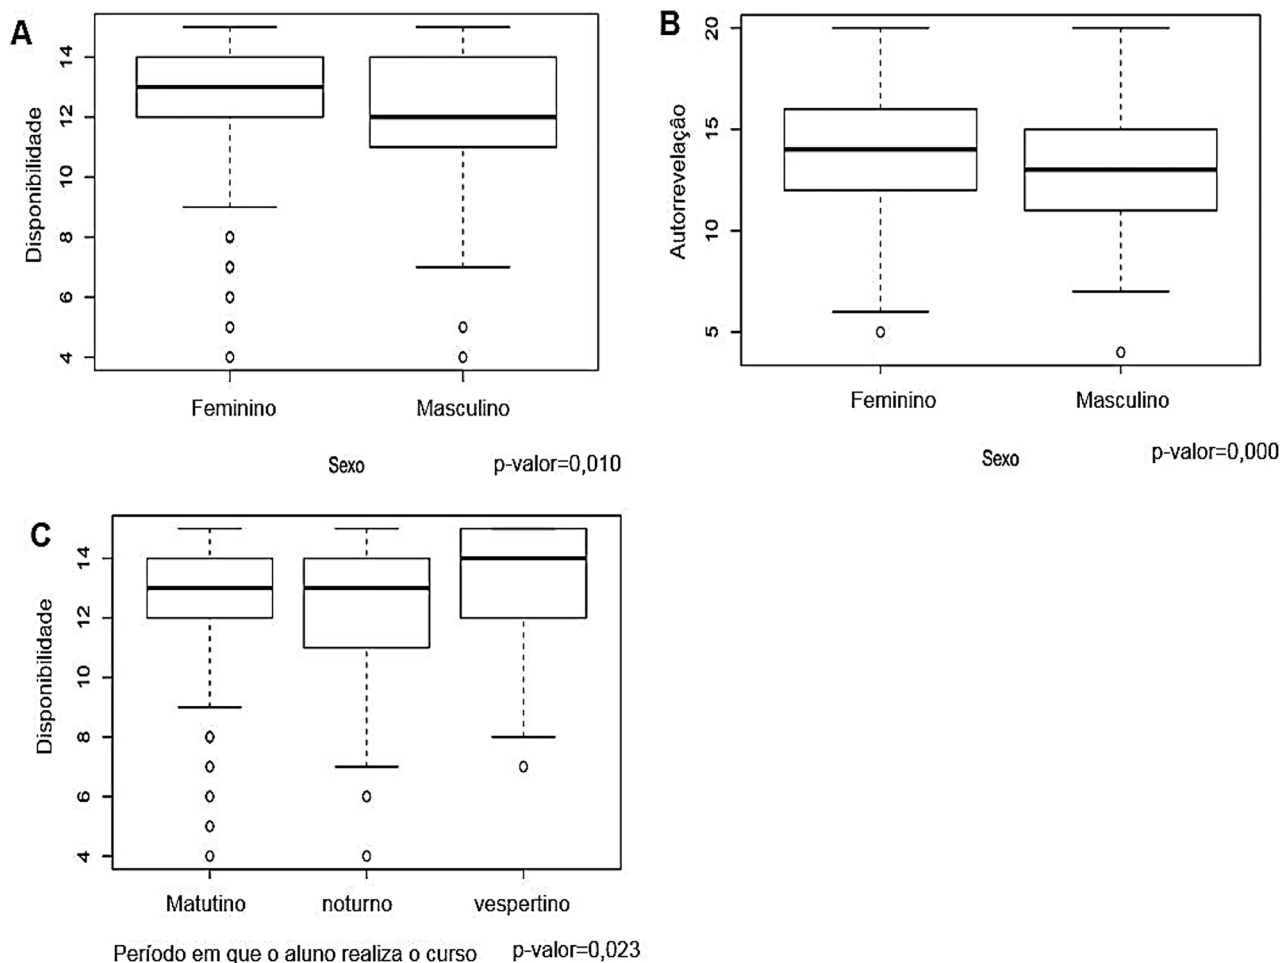 A
Disponibilidade
14
12
10
8
6
4
Feminino Masculino
Sexo p-valor=0,010
B
Autorrevelação
20
15
10
5
Feminino Masculino
Sexo p-valor=0,000
C
Disponibilidade
14
12
10
8
6
4
Matutino noturno vespertino
Período em que o aluno realiza o curso p-valor=0,023